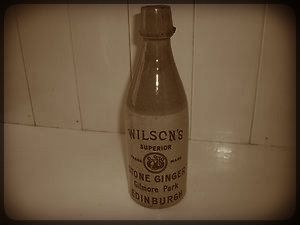 WILSON'S
SUPERIOR
TRADE MARK
STONE GINGER
Gilmore Park
EDINBURGH